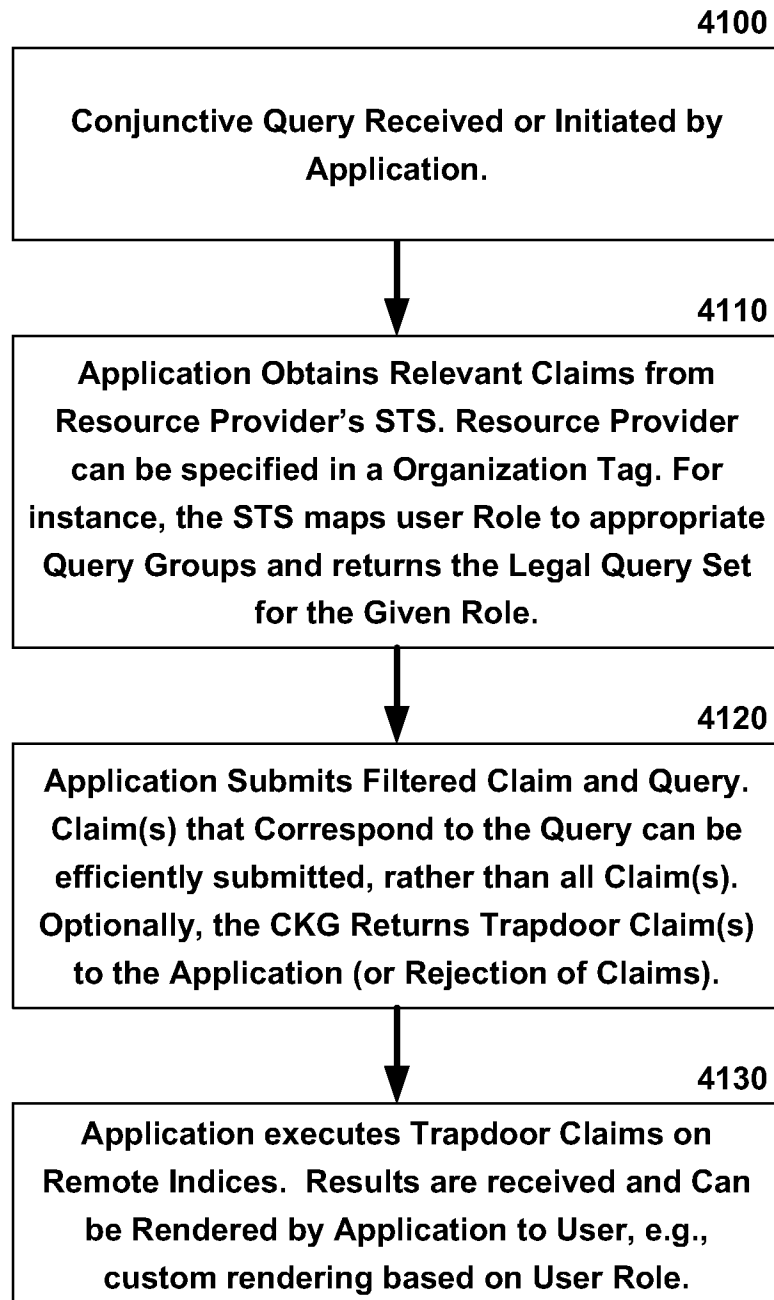 4100
Conjunctive Query Received or Initiated by
Application.
4110
Application Obtains Relevant Claims from
Resource Provider’s STS. Resource Provider
can be specified in a Organization Tag. For
instance, the STS maps user Role to appropriate
Query Groups and returns the Legal Query Set
for the Given Role.
4120
Application Submits Filtered Claim and Query.
Claim(s) that Correspond to the Query can be
efficiently submitted, rather than all Claim(s).
Optionally, the CKG Returns Trapdoor Claim(s)
to the Application (or Rejection of Claims).
4130
Application executes Trapdoor Claims on
Remote Indices. Results are received and Can
be Rendered by Application to User, e.g.,
custom rendering based on User Role.